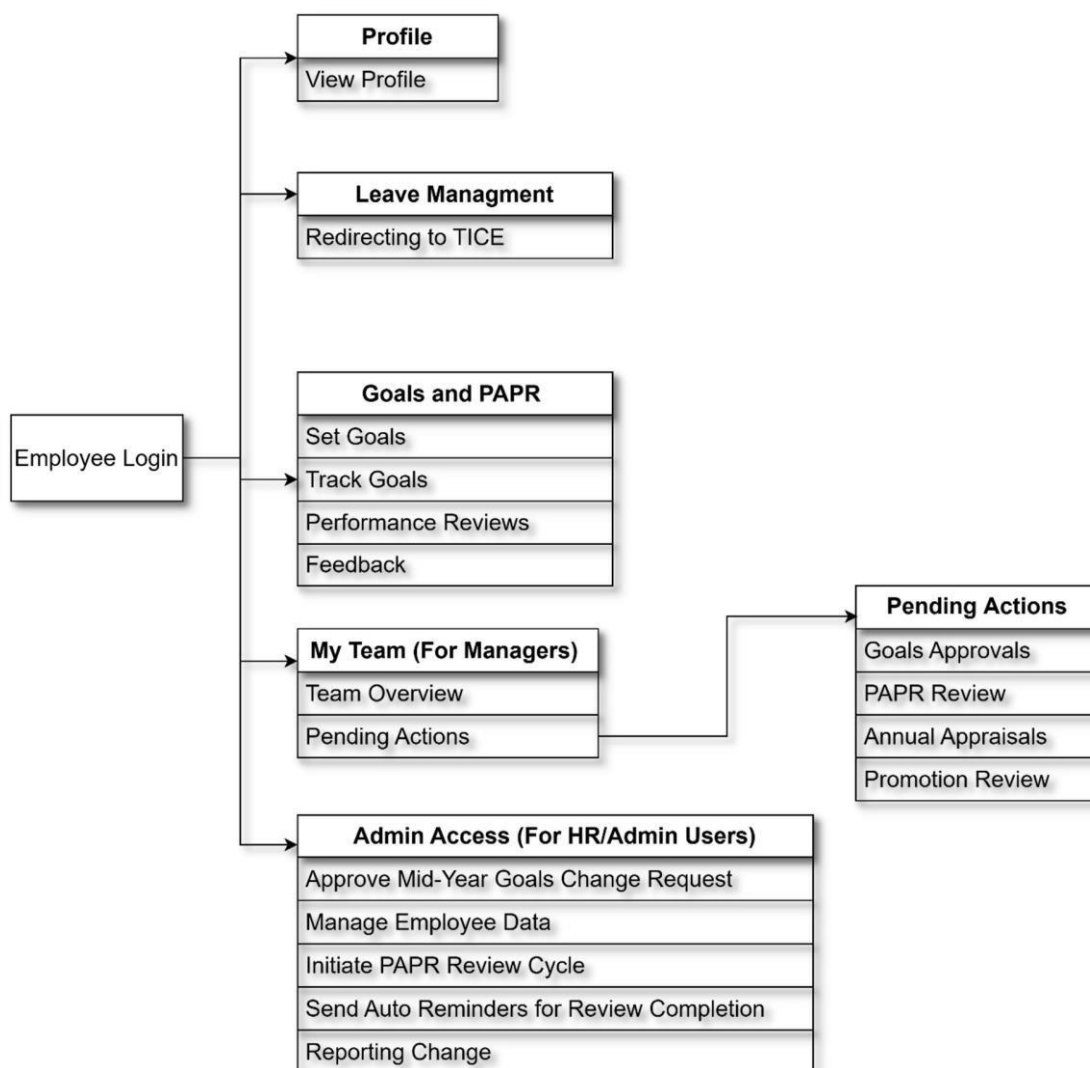 Profile
View Profile
Leave Managment
Redirecting to TICE
Goals and PAPR
Set Goals
Employee Login
Track Goals
Performance Reviews
Feedback
My Team (For Managers)
Team Overview
Pending Actions
Pending Actions
Goals Approvals
PAPR Review
Annual Appraisals
Promotion Review
Admin Access (For HR/Admin Users)
Approve Mid-Year Goals Change Request
Manage Employee Data
Initiate PAPR Review Cycle
Send Auto Reminders for Review Completion
Reporting Change